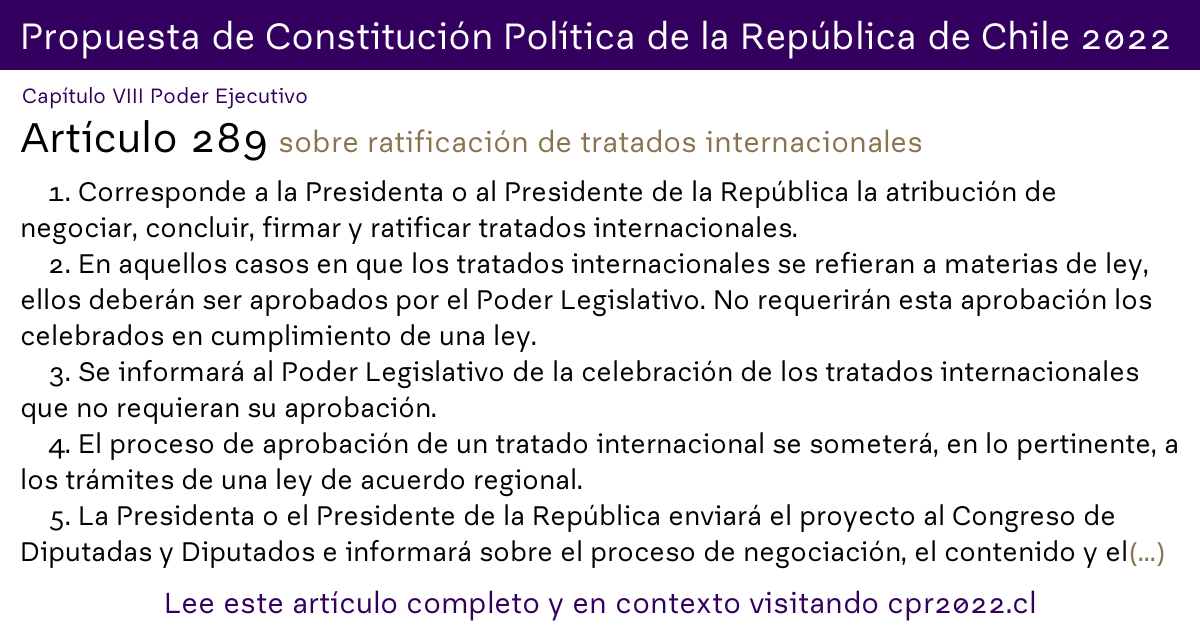 Propuesta de Constitución Política de la República de Chile 2022
Capítulo VIII Poder Ejecutivo
Artículo 289 sobre ratificación de tratados internacionales
1. Corresponde a la Presidenta o al Presidente de la República la atribución de
negociar, concluir, firmar y ratificar tratados internacionales.
2. En aquellos casos en que los tratados internacionales se refieran a materias de ley,
ellos deberán ser aprobados por el Poder Legislativo. No requerirán esta aprobación los
celebrados en cumplimiento de una ley.
3. Se informará al Poder Legislativo de la celebración de los tratados internacionales
que no requieran su aprobación.
4. El proceso de aprobación de un tratado internacional se someterá, en lo pertinente, a
los trámites de una ley de acuerdo regional.
5. La Presidenta o el Presidente de la República enviará el proyecto al Congreso de
Diputadas y Diputados e informará sobre el proceso de negociación, el contenido y el(...)
Lee este artículo completo y en contexto visitando cpr2022.cl